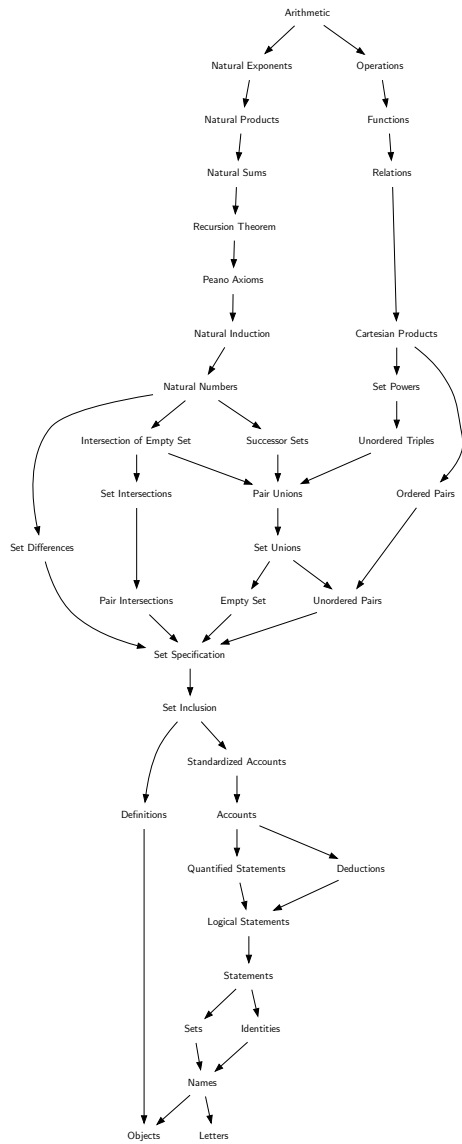 Arithmetic
Natural Exponents
Operations
Natural Products
Functions
Natural Sums
Relations
Recursion Theorem
Peano Axioms
Natural Induction
Cartesian Products
Natural Numbers
Set Powers
Intersection of Empty Set
Successor Sets
Unordered Triples
Set Intersections
Pair Unions
Ordered Pairs
Set Differences
Set Unions
Pair Intersections
Empty Set
Unordered Pairs
Set Specification
Set Inclusion
Standardized Accounts
Definitions
Accounts
Quantified Statements
Deductions
Logical Statements
Statements
Sets
Identities
Names
Objects
Letters